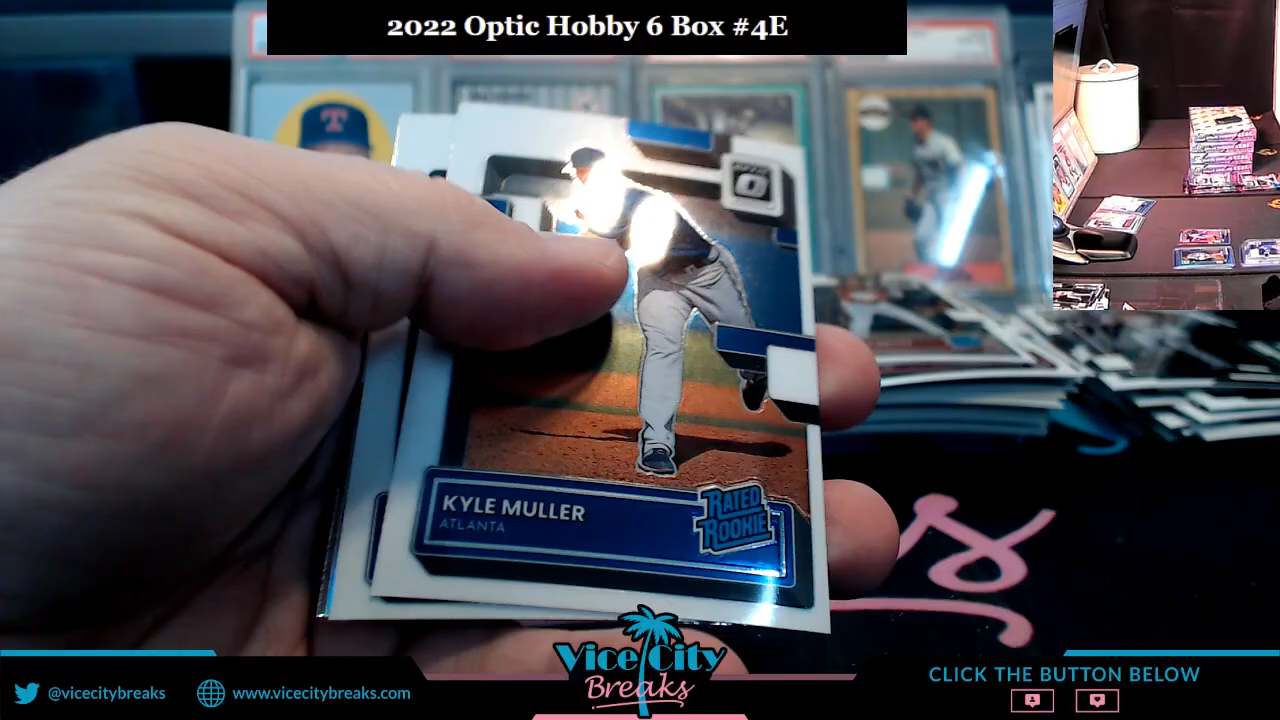 2022 Optic Hobby 6 Box #4E
T
KYLE MULLER
ATLANTA
RATED
ROOKIE
Vice City
Breaks
CLICK THE BUTTON BELOW
@vicecitybreaks
www.vicecitybreaks.com